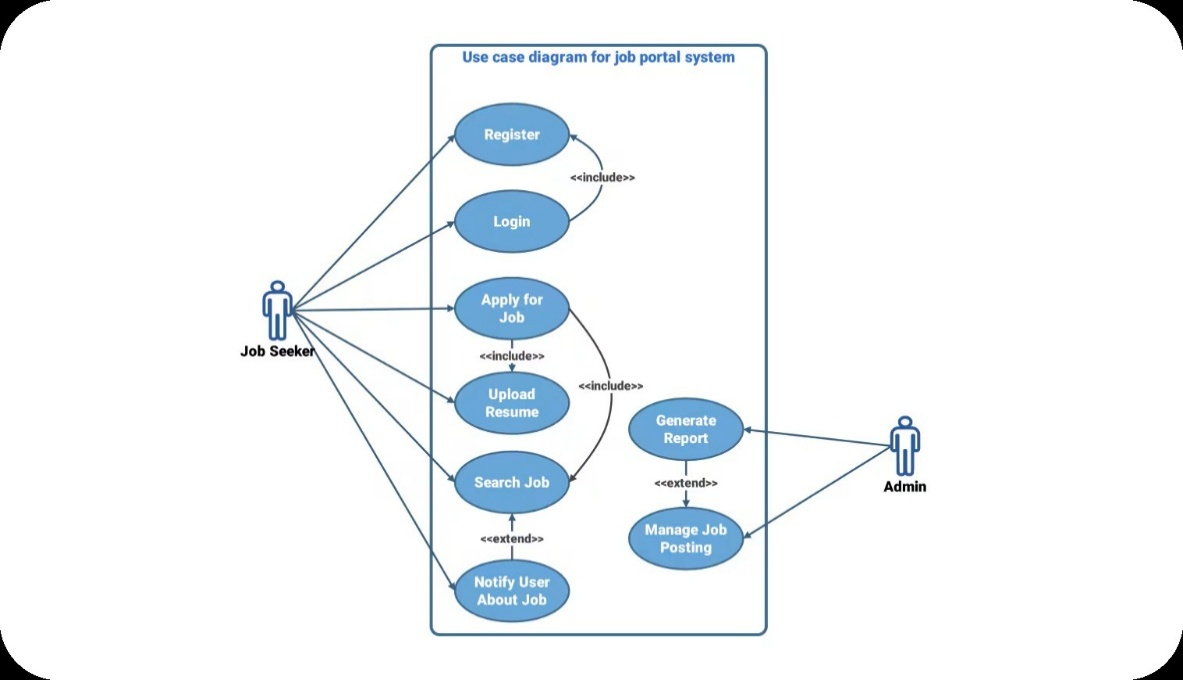 Use case diagram for job portal system
Register
<<include>>
Login
Apply for
Job
<<include>>
Upload
Resume
<<include>>
Search Job
<<extend>>
Notify User
About Job
Job Seeker
Generate
Report
<<extend>>
Manage Job
Posting
Admin